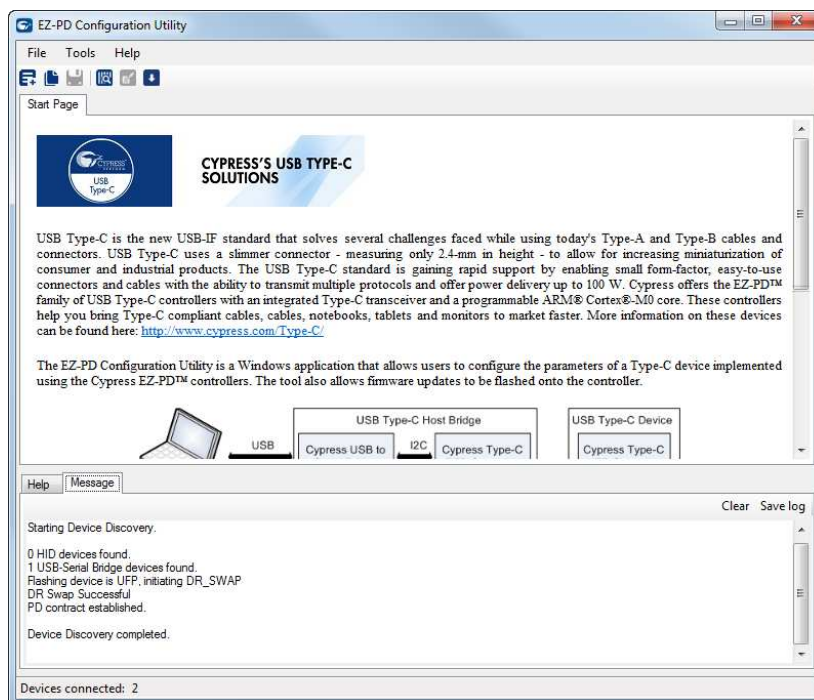 EZ-PD Configuration Utility
File Tools Help
Start Page
CYPRESS
USB
Type-C
CYPRESS'S USB TYPE-C
SOLUTIONS
USB Type-C is the new USB-IF standard that solves several challenges faced while using today's Type-A and Type-B cables and
connectors. USB Type-C uses a slimmer connector - measuring only 2.4-mm in height - to allow for increasing miniaturization of
consumer and industrial products. The USB Type-C standard is gaining rapid support by enabling small form-factor, easy-to-use
connectors and cables with the ability to transmit multiple protocols and offer power delivery up to 100 W. Cypress offers the EZ-PD™
family of USB Type-C controllers with an integrated Type-C transceiver and a programmable ARM® Cortex®-M0 core. These controllers
help you bring Type-C compliant cables, cables, notebooks, tablets and monitors to market faster. More information on these devices
can be found here: http://www.cypress.com/Type-C/
The EZ-PD Configuration Utility is a Windows application that allows users to configure the parameters of a Type-C device implemented
using the Cypress EZ-PD™ controllers. The tool also allows firmware updates to be flashed onto the controller.
USB Type-C Host Bridge USB Type-C Device
USB Cypress USB to I2C Cypress Type-C Cypress Type-C
Help Message
Clear Save log
Starting Device Discovery.
0 HID devices found.
1 USB-Serial Bridge devices found.
Flashing device is UFP, initiating DR_SWAP
DR Swap Successful
PD contract established.
Device Discovery completed.
Devices connected: 2